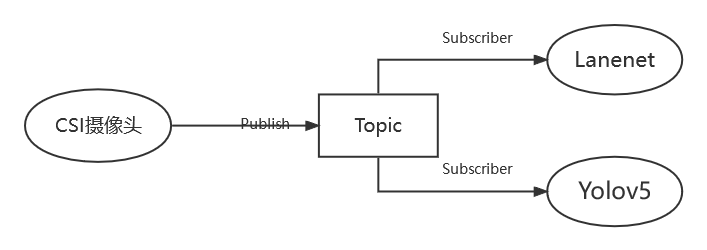 CSI摄像头
Publish
Topic
Subscriber
Lanenet
Subscriber
Yolov5